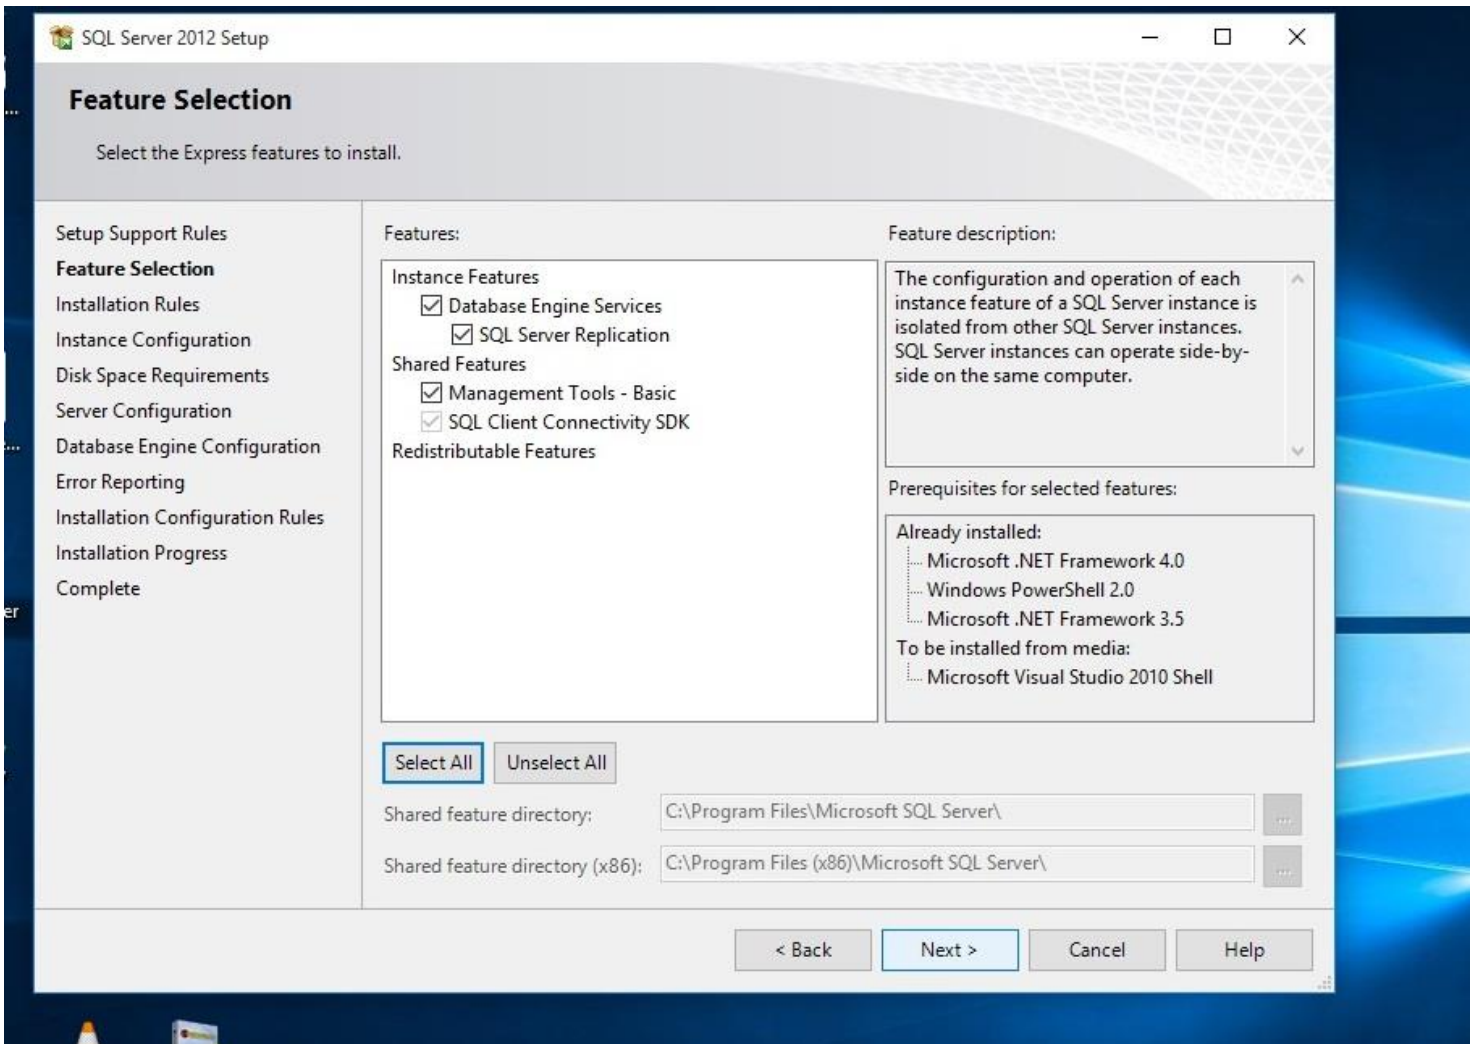 SQL Server 2012 Setup
Feature Selection
Select the Express features to install.
Setup Support Rules
Feature Selection
Installation Rules
Instance Configuration
Disk Space Requirements
Server Configuration
Database Engine Configuration
Error Reporting
Installation Configuration Rules
Installation Progress
Complete
Features:
Instance Features
Database Engine Services
SQL Server Replication
Shared Features
Management Tools - Basic
SQL Client Connectivity SDK
Redistributable Features
Feature description:
The configuration and operation of each
instance feature of a SQL Server instance is
isolated from other SQL Server instances.
SQL Server instances can operate side-by-
side on the same computer.
Prerequisites for selected features:
Already installed:
Microsoft .NET Framework 4.0
Windows PowerShell 2.0
Microsoft .NET Framework 3.5
To be installed from media:
Microsoft Visual Studio 2010 Shell
Select All
Unselect All
Shared feature directory:
C:\Program Files\Microsoft SQL Server\
...
Shared feature directory (x86):
C:\Program Files (x86)\Microsoft SQL Server\
...
< Back
Next >
Cancel
Help
...
er